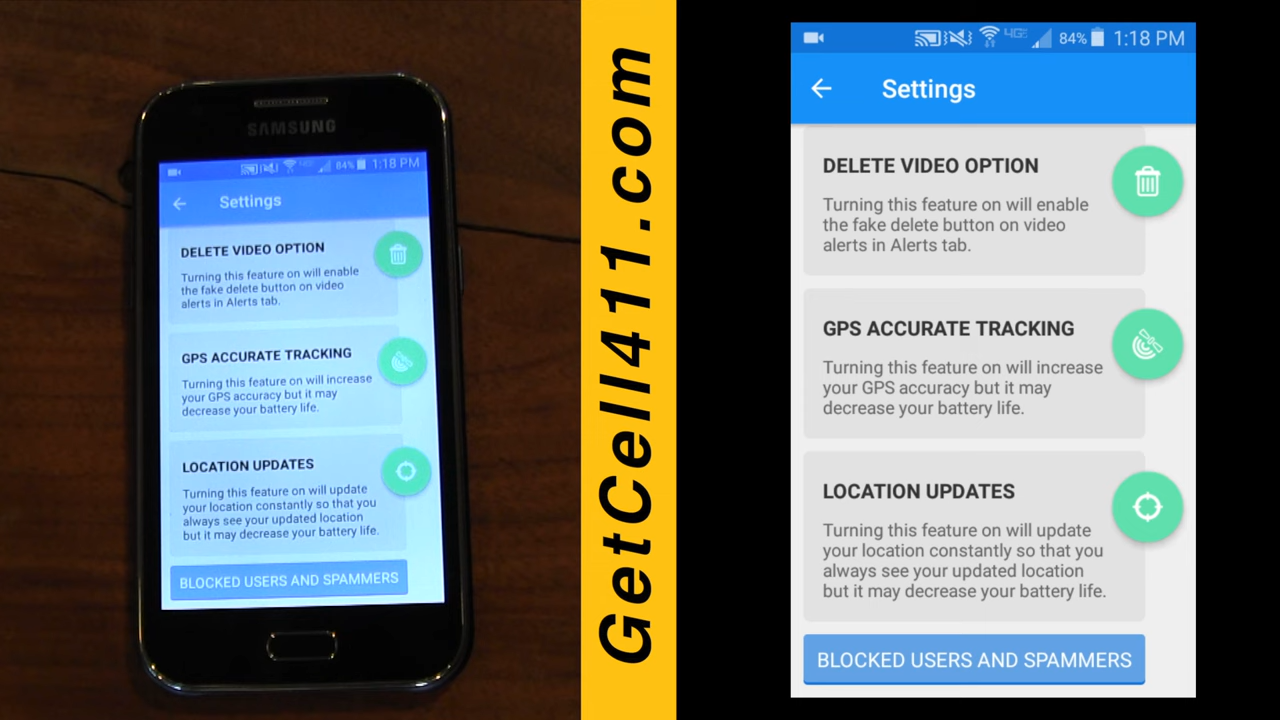 SAMSUNG
84% 1:18 PM
Settings
DELETE VIDEO OPTION
Turning this feature on will enable
the fake delete button on video
alerts in Alerts tab.
GPS ACCURATE TRACKING
Turning this feature on will increase
your GPS accuracy but it may
decrease your battery life.
LOCATION UPDATES
Turning this feature on will update
your location constantly so that you
always see your updated location
but it may decrease your battery life.
BLOCKED USERS AND SPAMMERS
GetCell411.com
4G 84% 1:18 PM
Settings
DELETE VIDEO OPTION
Turning this feature on will enable
the fake delete button on video
alerts in Alerts tab.
GPS ACCURATE TRACKING
Turning this feature on will increase
your GPS accuracy but it may
decrease your battery life.
LOCATION UPDATES
Turning this feature on will update
your location constantly so that you
always see your updated location
but it may decrease your battery life.
BLOCKED USERS AND SPAMMERS